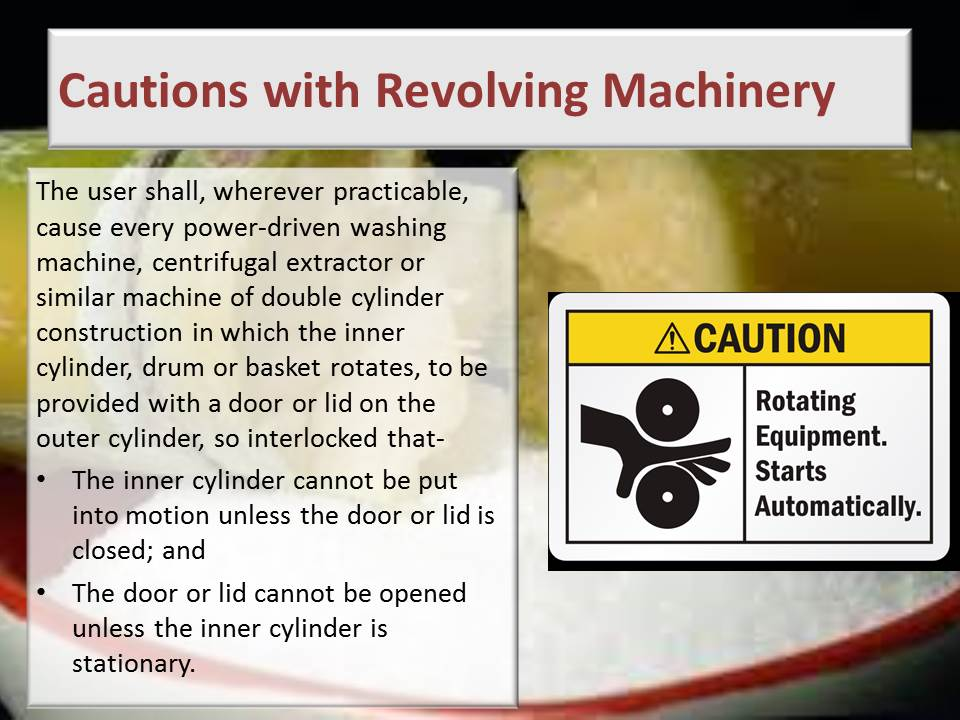 Cautions with Revolving Machinery
The user shall, wherever practicable,
cause every power-driven washing
machine, centrifugal extractor or
similar machine of double cylinder
construction in which the inner
cylinder, drum or basket rotates, to be
provided with a door or lid on the
outer cylinder, so interlocked that-
• The inner cylinder cannot be put
into motion unless the door or lid is
closed; and
• The door or lid cannot be opened
unless the inner cylinder is
stationary.
CAUTION
Rotating
Equipment.
Starts
Automatically.